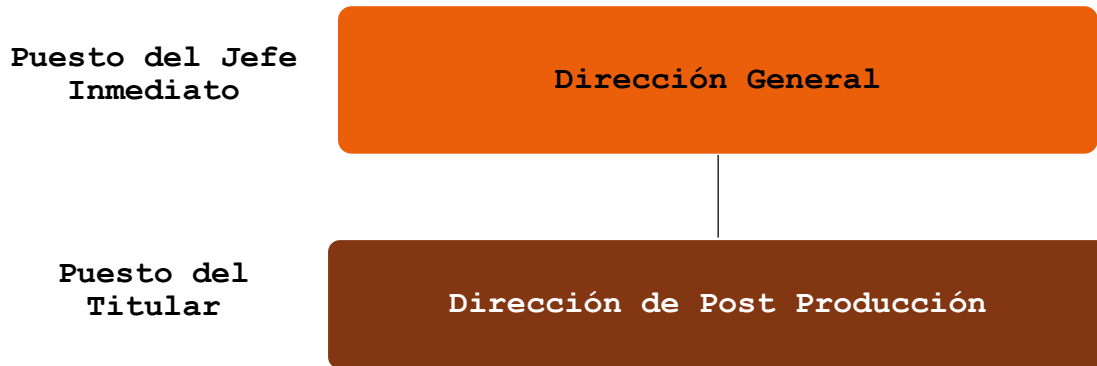 Puesto del Jefe
Inmediato
Dirección General
Puesto del
Titular
Dirección de Post Producción